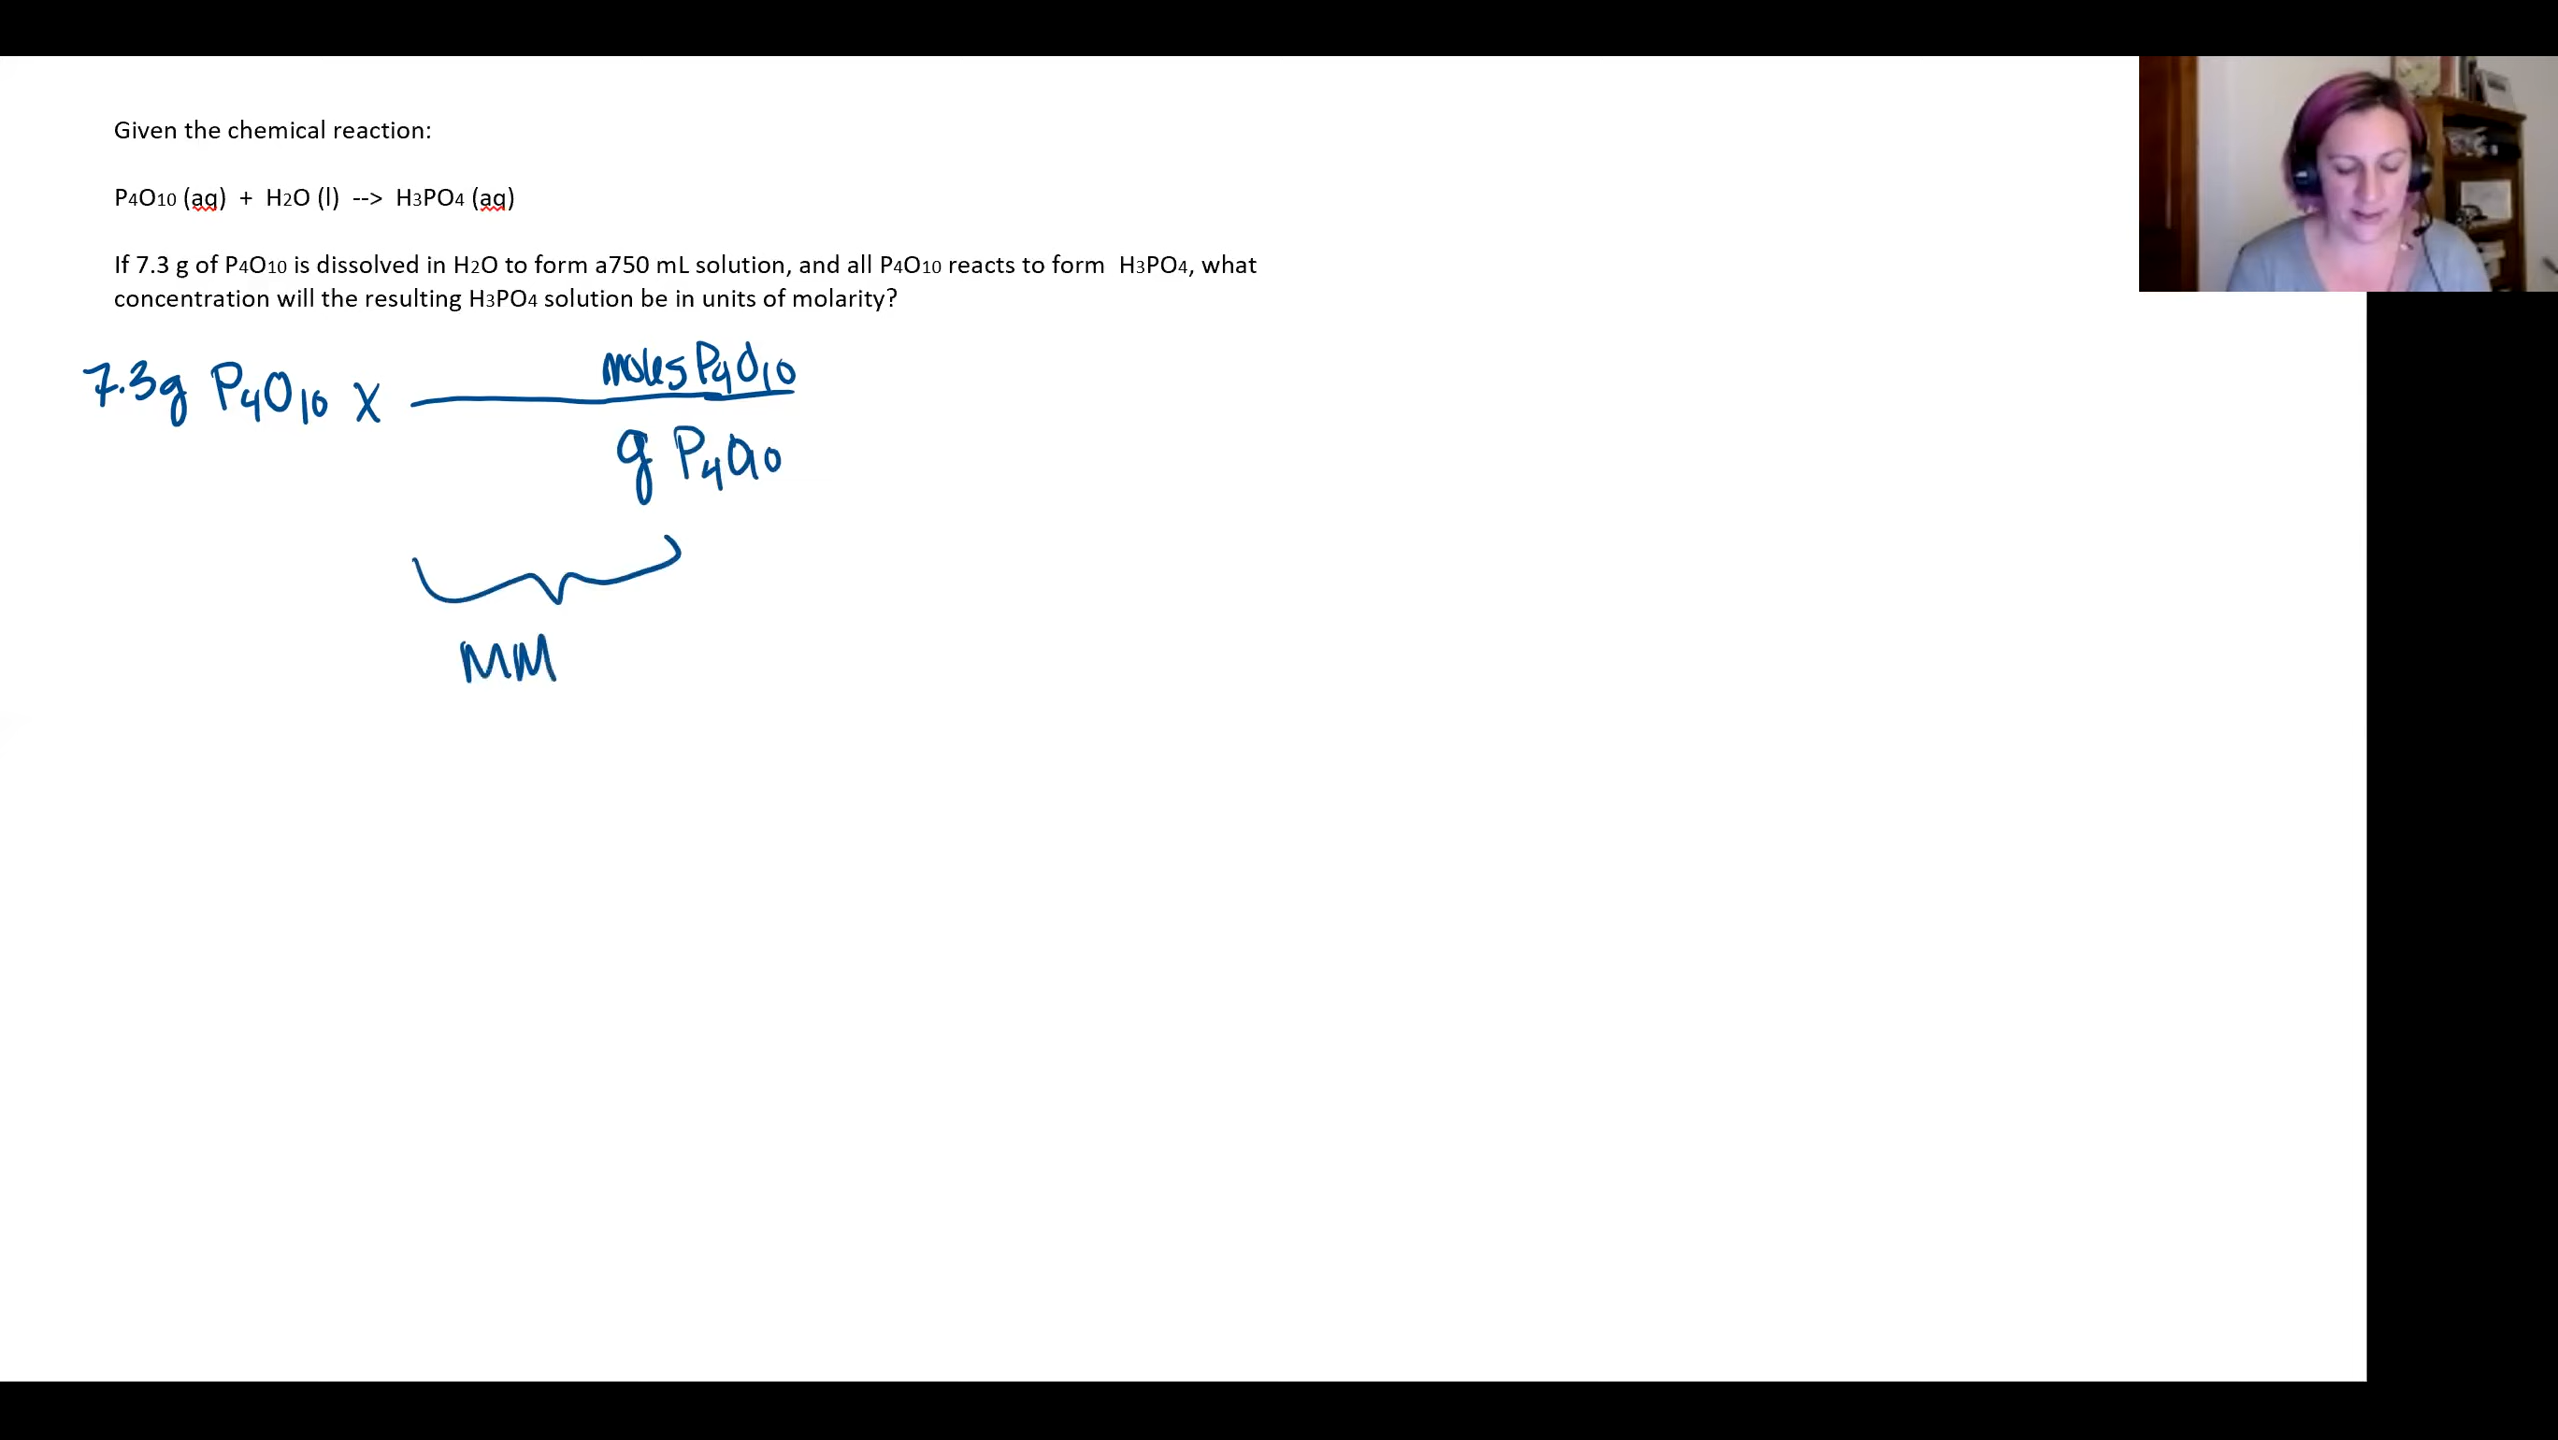 Given the chemical reaction:
P4O10 (aq) + H2O (l) --> H3PO4 (aq)
If 7.3 g of P4O10 is dissolved in H2O to form a750 mL solution, and all P4O10 reacts to form H3PO4, what
concentration will the resulting H3PO4 solution be in units of molarity?
moles P4O10
7.3g P4O10 x
g P4O10
MM